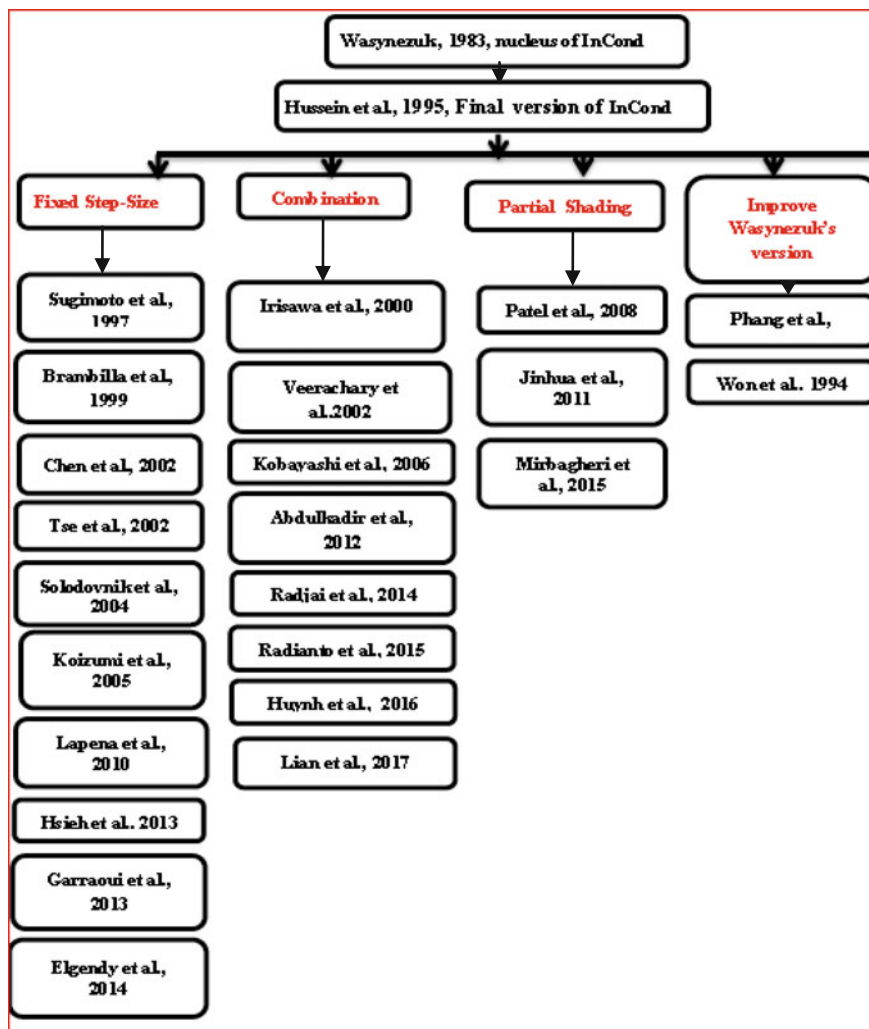 Wasynezuk, 1983, nucleus of InCond
Hussein et al., 1995, Final version of InCond
Fixed Step-Size
Sugimoto et al.,
1997
Brambilla et al.,
1999
Chen et al., 2002
Tse et al., 2002
Solodovnik et al.,
2004
Koizumi et al.,
2005
Lapena et al.,
2010
Hsieh et al. 2013
Garraoui et al.,
2013
Elgendy et al.,
2014
Combination
Irisawa et al., 2000
Veerachary et
al.2002
Kobayashi et al., 2006
Abdulkadir et al.,
2012
Radjai et al., 2014
Radianto et al., 2015
Huynh et al., 2016
Lian et al., 2017
Partial Shading
Patel et al., 2008
Jinhua et al.,
2011
Mirbagheri et
al., 2015
Improve
Wasynezuk's
version
Phang et al.,
Won et al. 1994